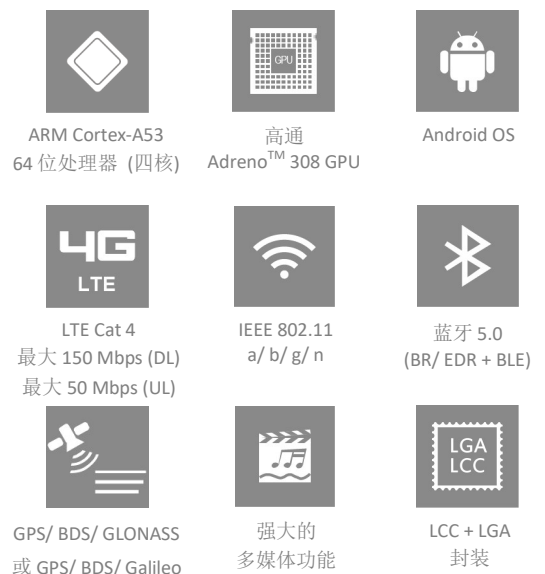 GPU
ARM Cortex-A53
64 位处理器 (四核)
高通
Adreno™ 308 GPU
Android OS
4G
LTE
LTE Cat 4
最大 150 Mbps (DL)
最大 50 Mbps (UL)
IEEE 802.11
a/ b/ g/ n
蓝牙 5.0
(BR/ EDR + BLE)
GPS/ BDS/ GLONASS
或 GPS/ BDS/ Galileo
强大的
多媒体功能
LGA
LCC
LCC + LGA
封装